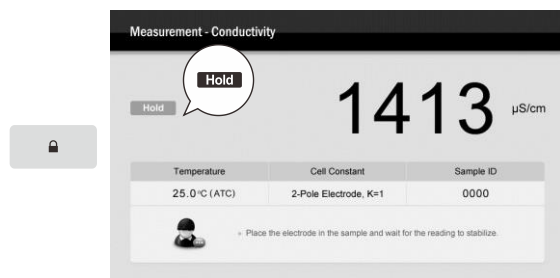 Measurement - Conductivity
Hold
Hold
1413 µS/cm
Temperature Cell Constant Sample ID
25.0 ºC (ATC) 2-Pole Electrode, K=1 0000
» Place the electrode in the sample and wait for the reading to stabilize.